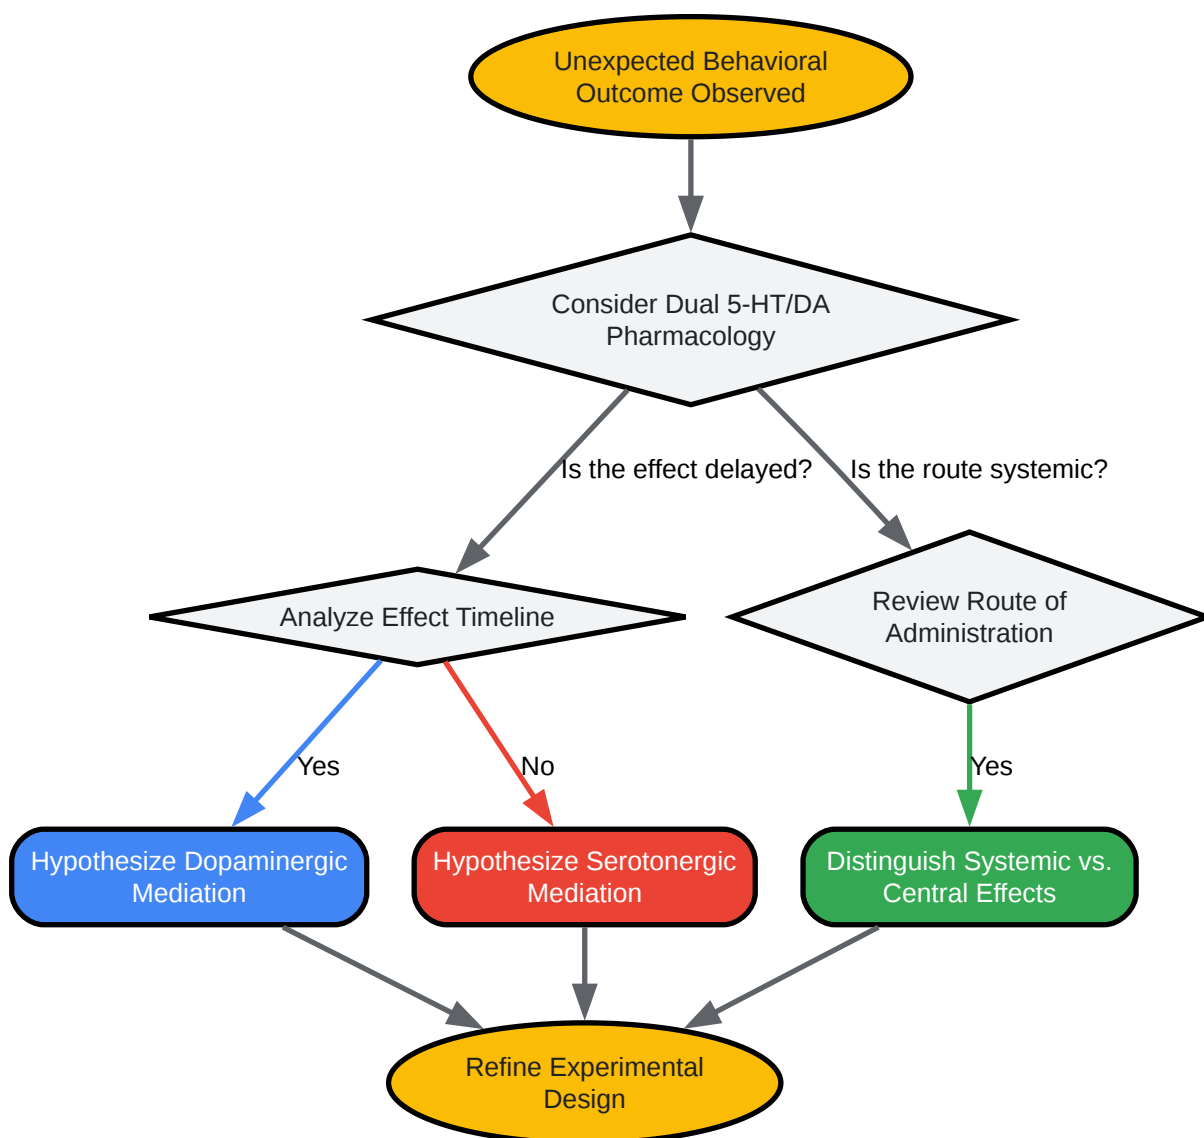 Unexpected Behavioral
Outcome Observed
Consider Dual 5-HT/DA
Pharmacology
Is the effect delayed?
Is the route systemic?
Analyze Effect Timeline
Review Route of
Administration
Yes
No
Yes
Hypothesize Dopaminergic
Mediation
Hypothesize Serotonergic
Mediation
Distinguish Systemic vs.
Central Effects
Refine Experimental
Design